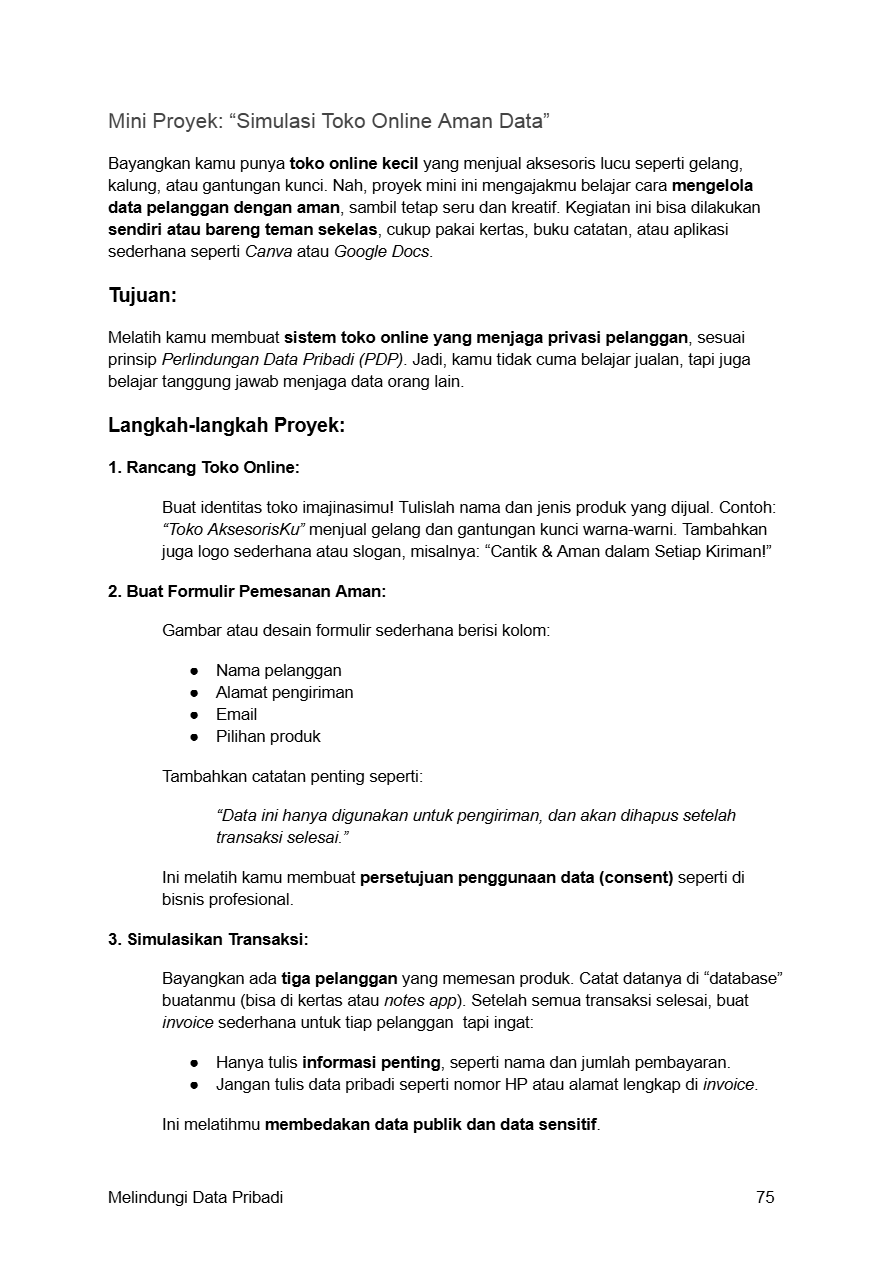 Mini Proyek: “Simulasi Toko Online Aman Data”
Bayangkan kamu punya toko online kecil yang menjual aksesoris lucu seperti gelang,
kalung, atau gantungan kunci. Nah, proyek mini ini mengajakmu belajar cara mengelola
data pelanggan dengan aman, sambil tetap seru dan kreatif. Kegiatan ini bisa dilakukan
sendiri atau bareng teman sekelas, cukup pakai kertas, buku catatan, atau aplikasi
sederhana seperti Canva atau Google Docs.
Tujuan:
Melatih kamu membuat sistem toko online yang menjaga privasi pelanggan, sesuai
prinsip Perlindungan Data Pribadi (PDP). Jadi, kamu tidak cuma belajar jualan, tapi juga
belajar tanggung jawab menjaga data orang lain.
Langkah-langkah Proyek:
1. Rancang Toko Online:
Buat identitas toko imajinasimu! Tulislah nama dan jenis produk yang dijual. Contoh:
“Toko AksesorisKu” menjual gelang dan gantungan kunci warna-warni. Tambahkan
juga logo sederhana atau slogan, misalnya: “Cantik & Aman dalam Setiap Kiriman!”
2. Buat Formulir Pemesanan Aman:
Gambar atau desain formulir sederhana berisi kolom:
● Nama pelanggan
● Alamat pengiriman
● Email
● Pilihan produk
Tambahkan catatan penting seperti:
“Data ini hanya digunakan untuk pengiriman, dan akan dihapus setelah
transaksi selesai.”
Ini melatih kamu membuat persetujuan penggunaan data (consent) seperti di
bisnis profesional.
3. Simulasikan Transaksi:
Bayangkan ada tiga pelanggan yang memesan produk. Catat datanya di “database”
buatanmu (bisa di kertas atau notes app). Setelah semua transaksi selesai, buat
invoice sederhana untuk tiap pelanggan  tapi ingat:
● Hanya tulis informasi penting, seperti nama dan jumlah pembayaran.
● Jangan tulis data pribadi seperti nomor HP atau alamat lengkap di invoice.
Ini melatihmu membedakan data publik dan data sensitif.
Melindungi Data Pribadi 75